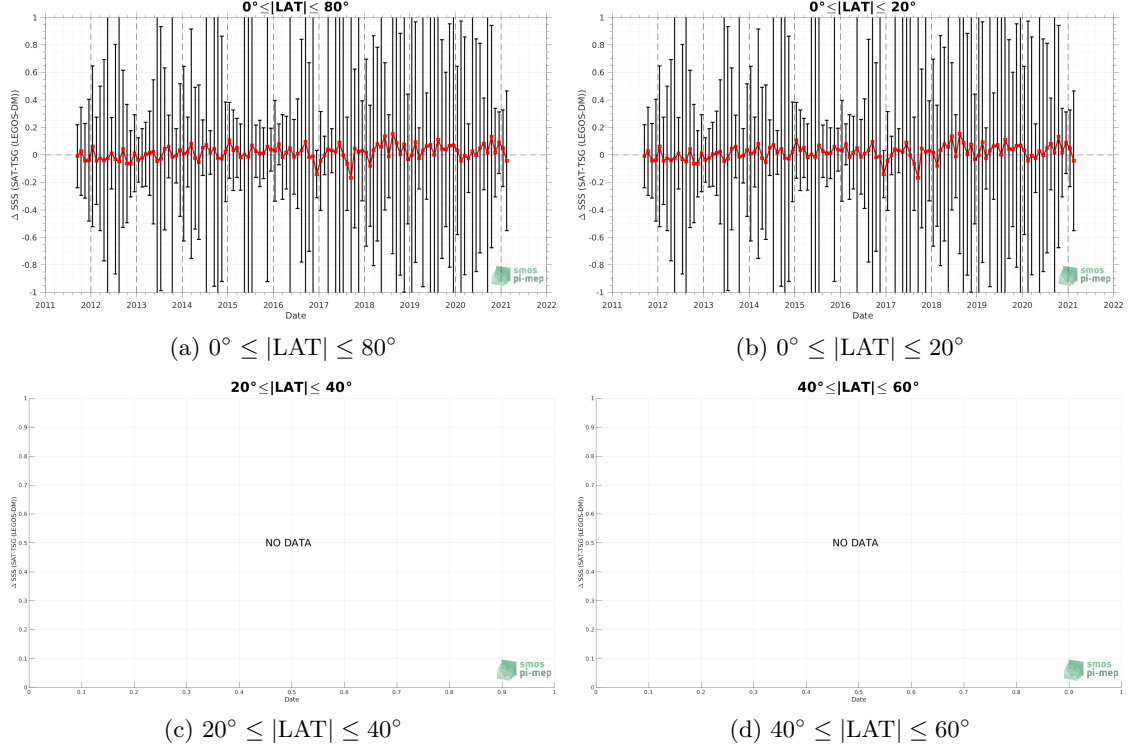 0°≤|LAT|≤ 80°
Δ SSS (SAT-TSG (LEGOS-DM))
1
0.8
0.6
0.4
0.2
0
-0.2
-0.4
-0.6
-0.8
-1
2011 2012 2013 2014 2015 2016 2017 2018 2019 2020 2021 2022
Date
smos
pi-mep
(a) 0° ≤ |LAT| ≤ 80°
0°≤|LAT|≤ 20°
Δ SSS (SAT-TSG (LEGOS-DM))
1
0.8
0.6
0.4
0.2
0
-0.2
-0.4
-0.6
-0.8
-1
2011 2012 2013 2014 2015 2016 2017 2018 2019 2020 2021 2022
Date
smos
pi-mep
(b) 0° ≤ |LAT| ≤ 20°
20°≤|LAT|≤ 40°
Δ SSS (SAT-TSG (LEGOS-DM))
1
0.9
0.8
0.7
0.6
0.5
0.4
0.3
0.2
0.1
0
NO DATA
0 0.1 0.2 0.3 0.4 0.5 0.6 0.7 0.8 0.9 1
Date
smos
pi-mep
(c) 20° ≤ |LAT| ≤ 40°
40°≤|LAT|≤ 60°
Δ SSS (SAT-TSG (LEGOS-DM))
1
0.9
0.8
0.7
0.6
0.5
0.4
0.3
0.2
0.1
0
NO DATA
0 0.1 0.2 0.3 0.4 0.5 0.6 0.7 0.8 0.9 1
Date
smos
pi-mep
(d) 40° ≤ |LAT| ≤ 60°